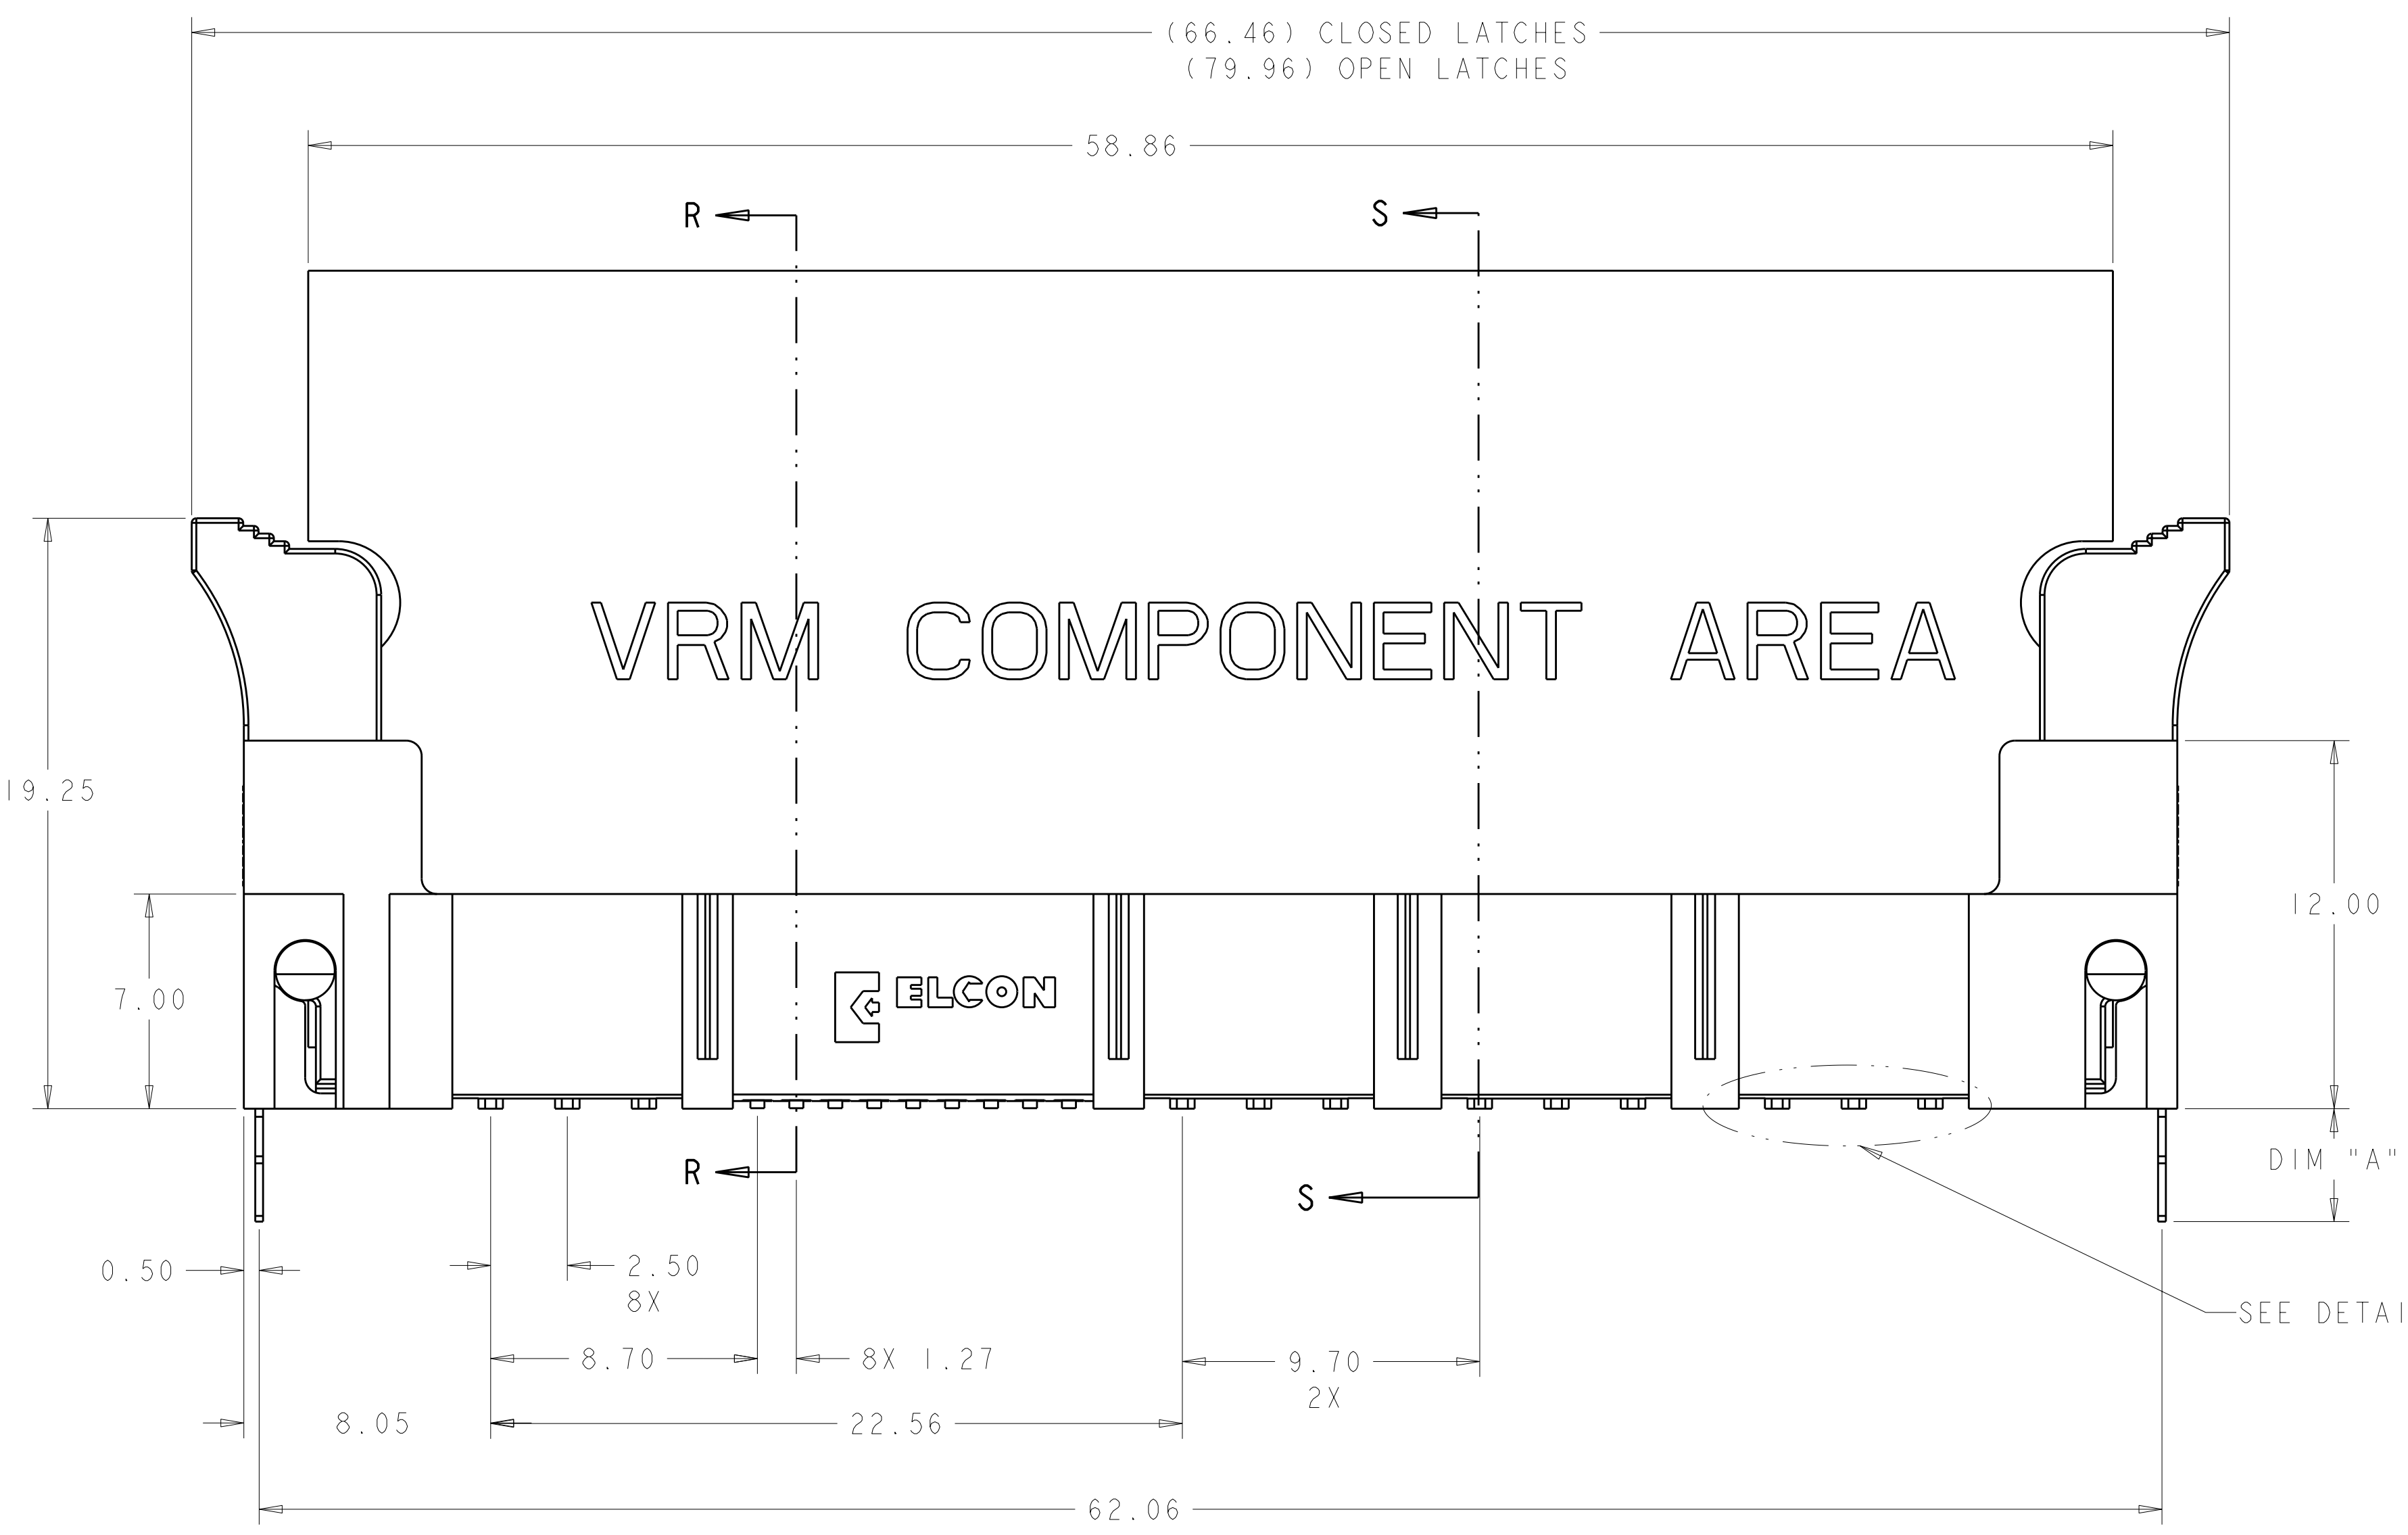 (66.46) CLOSED LATCHES
(79.96) OPEN LATCHES
58.86
R
S
VRM COMPONENT AREA
19.25
12.00
7.00
ELCON
DIM "A"
R
S
0.50
2.50
8X
SEE DETAI
8.70
8X 1.27
9.70
2X
8.05
22.56
62.06